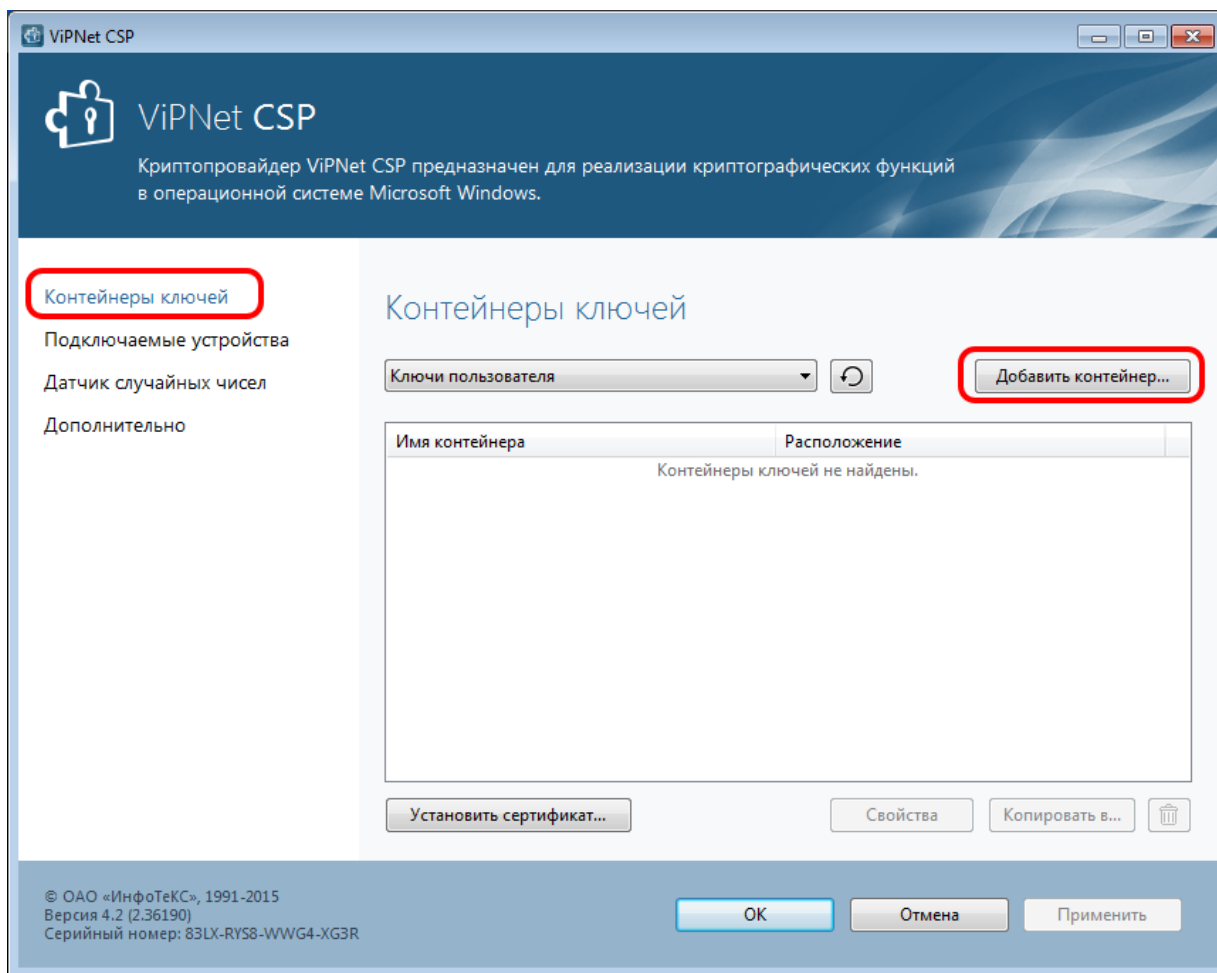 ViPNet CSP
ViPNet CSP
Криптопровайдер ViPNet CSP предназначен для реализации криптографических функций
в операционной системе Microsoft Windows.
Контейнеры ключей
Подключаемые устройства
Датчик случайных чисел
Дополнительно
Контейнеры ключей
Ключи пользователя
Добавить контейнер...
Имя контейнера Расположение
Контейнеры ключей не найдены.
Установить сертификат... Свойства Копировать в...
© ОАО «ИнфоТеКС», 1991-2015
Версия 4.2 (2.36190)
Серийный номер: 83LX-RYS8-WWG4-XG3R
ОК Отмена Применить